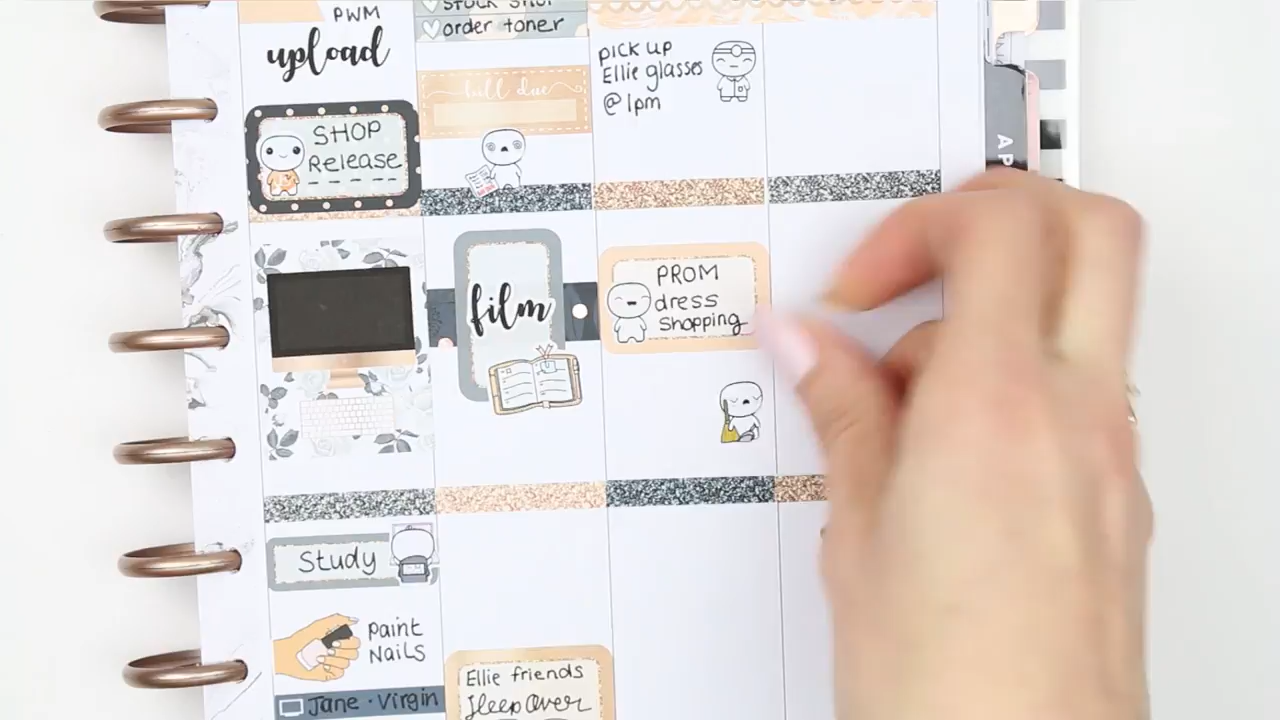 PWM
upload
SHOP
Release
Study
Paint
Nails
Jane • Virgin
order toner
bill due
film
Ellie friends
Sleep Over
pick up
Ellie glasses
@ 1pm
PROM
dress
shopping
AP